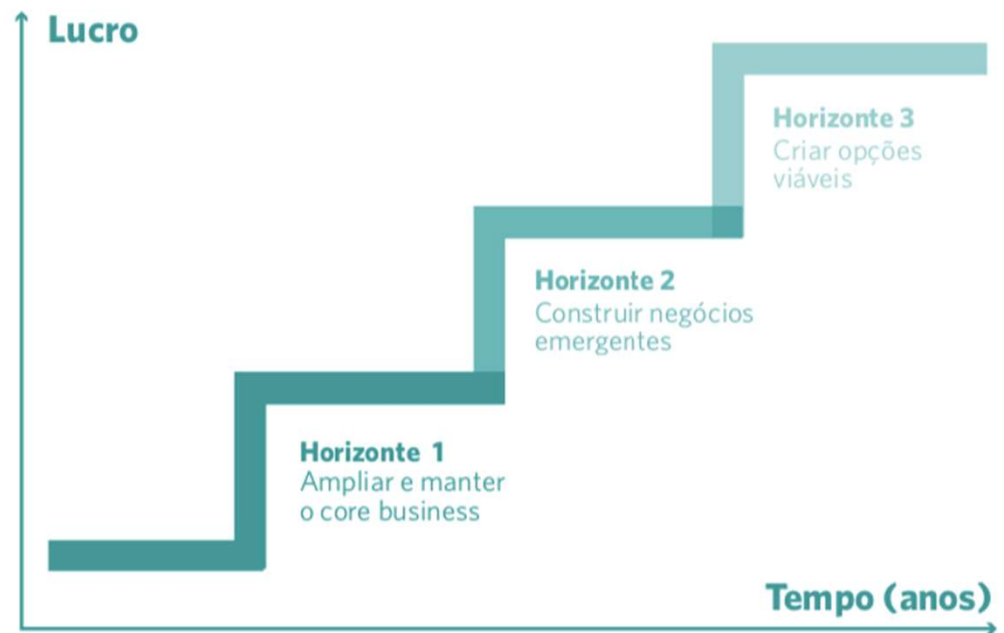 Lucro
Horizonte 3
Criar opções
viáveis
Horizonte 2
Construir negócios
emergentes
Horizonte 1
Ampliar e manter
o core business
Tempo (anos)